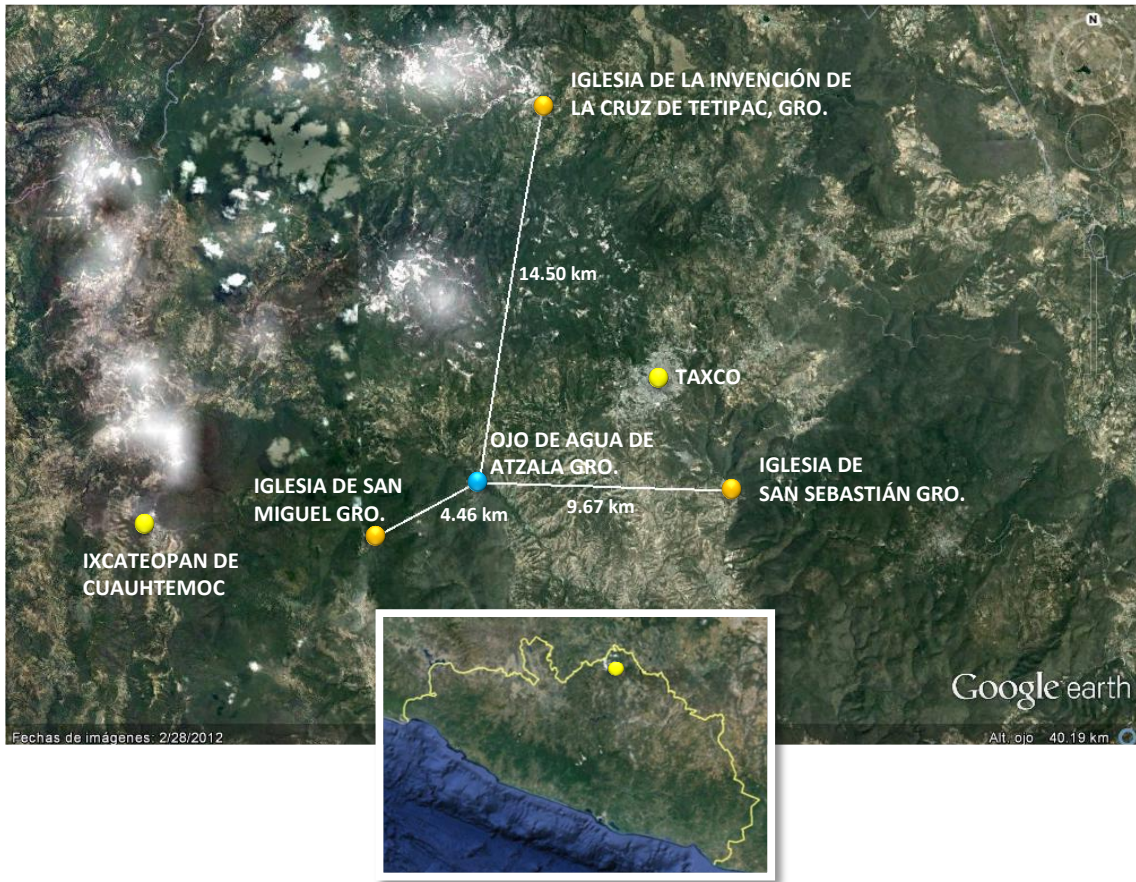 N
IGLESIA DE LA INVENCIÓN DE
LA CRUZ DE TETIPAC, GRO.
14.50 km
TAXCO
OJO DE AGUA DE
ATZALA GRO.
IGLESIA DE
SAN SEBASTIÁN GRO.
IGLESIA DE SAN
MIGUEL GRO.
4.46 km
9.67 km
IXCATEOPAN DE
CUAUHTEMOC
Google earth
Fechas de imágenes: 2/28/2012
Alt. ojo 40.19 km